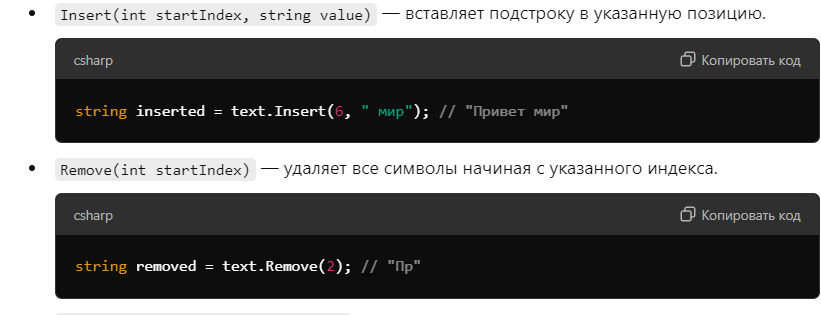 Insert(int startIndex, string value) — вставляет подстроку в указанную позицию.
csharp Копировать код
string inserted = text.Insert(6, " мир"); // "Привет мир"
Remove(int startIndex) — удаляет все символы начиная с указанного индекса.
csharp Копировать код
string removed = text.Remove(2); // "Пр"